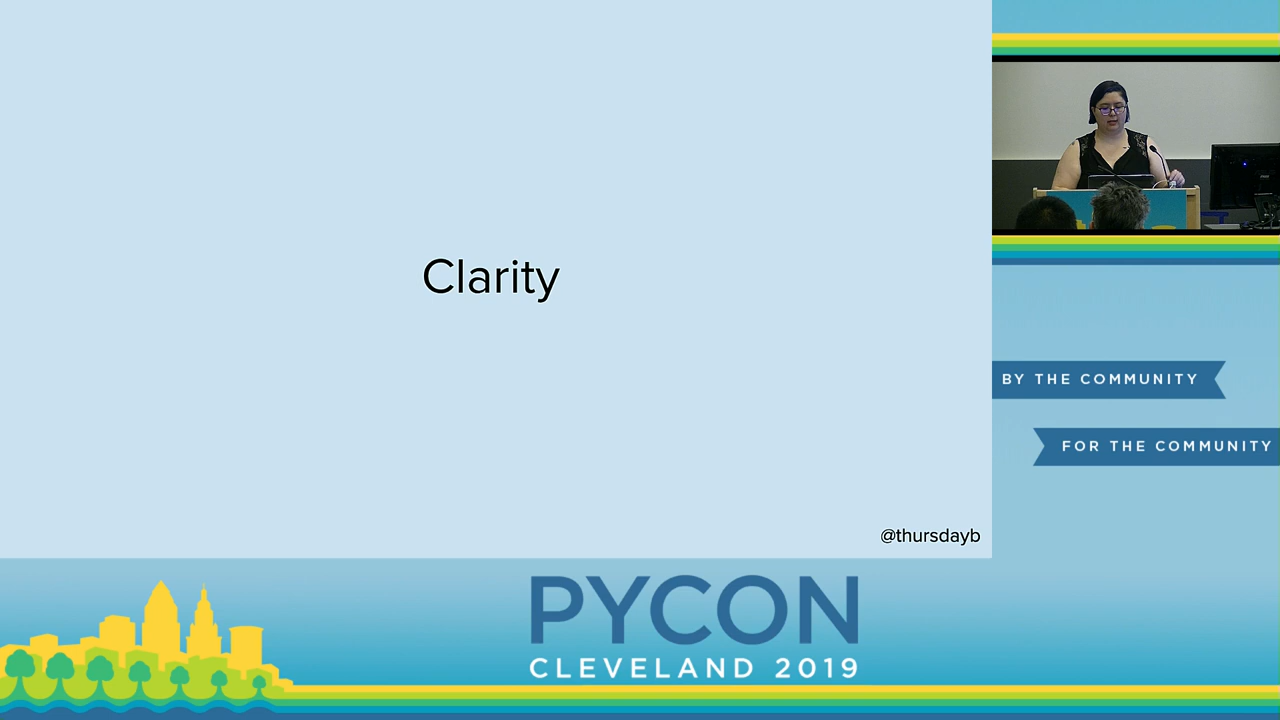 Clarity
@thursdayb
BY THE COMMUNITY
FOR THE COMMUNITY
PYCON
CLEVELAND 2019